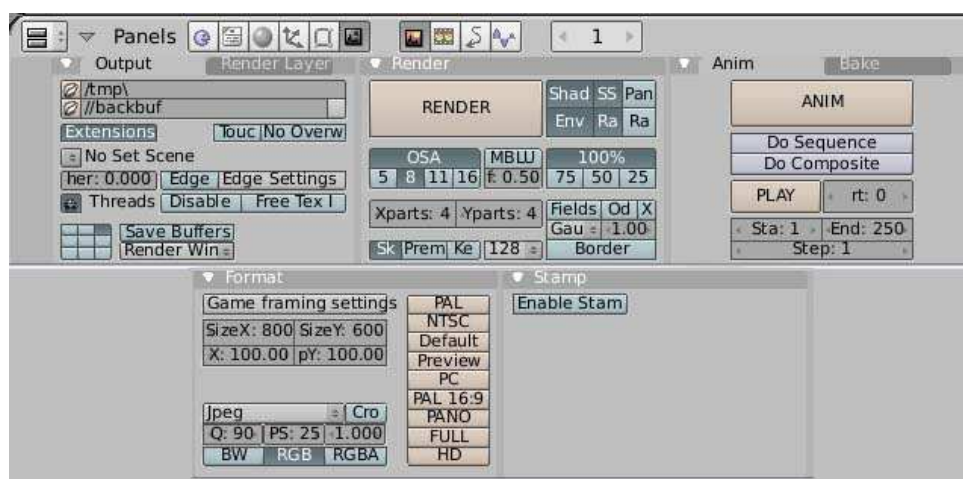 Panels 1
Output Render Layer
/tmp\
//backbuf
Extensions Touc No Overw
No Set Scene
her: 0.000 Edge Edge Settings
Threads Disable Free Tex I
Save Buffers
Render Win
Render
RENDER
Shad SS Pan
Env Ra Ra
OSA MBLU 100%
5 8 11 16 f: 0.50 75 50 25
Xparts: 4 Yparts: 4 Fields Od X
Gau 1.00
Sk Prem Ke 128 Border
Anim Bake
ANIM
Do Sequence
Do Composite
PLAY rt: 0
Sta: 1 End: 250
Step: 1
Format
Game framing settings
SizeX: 800 SizeY: 600
X: 100.00 pY: 100.00
Jpeg Cro
Q: 90 PS: 25 1.000
BW RGB RGBA
PAL
NTSC
Default
Preview
PC
PAL 16:9
PANO
FULL
HD
Stamp
Enable Stam